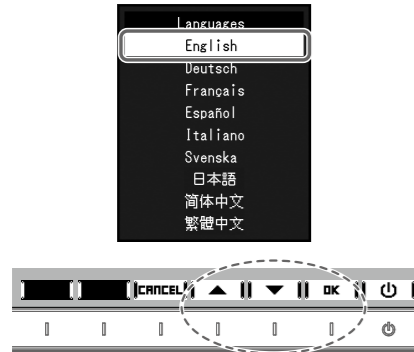 Languages
English
Deutsch
Français
Español
Italiano
Svenska
日本語
简体中文
繁體中文
CANCEL ▲ ▼ OK